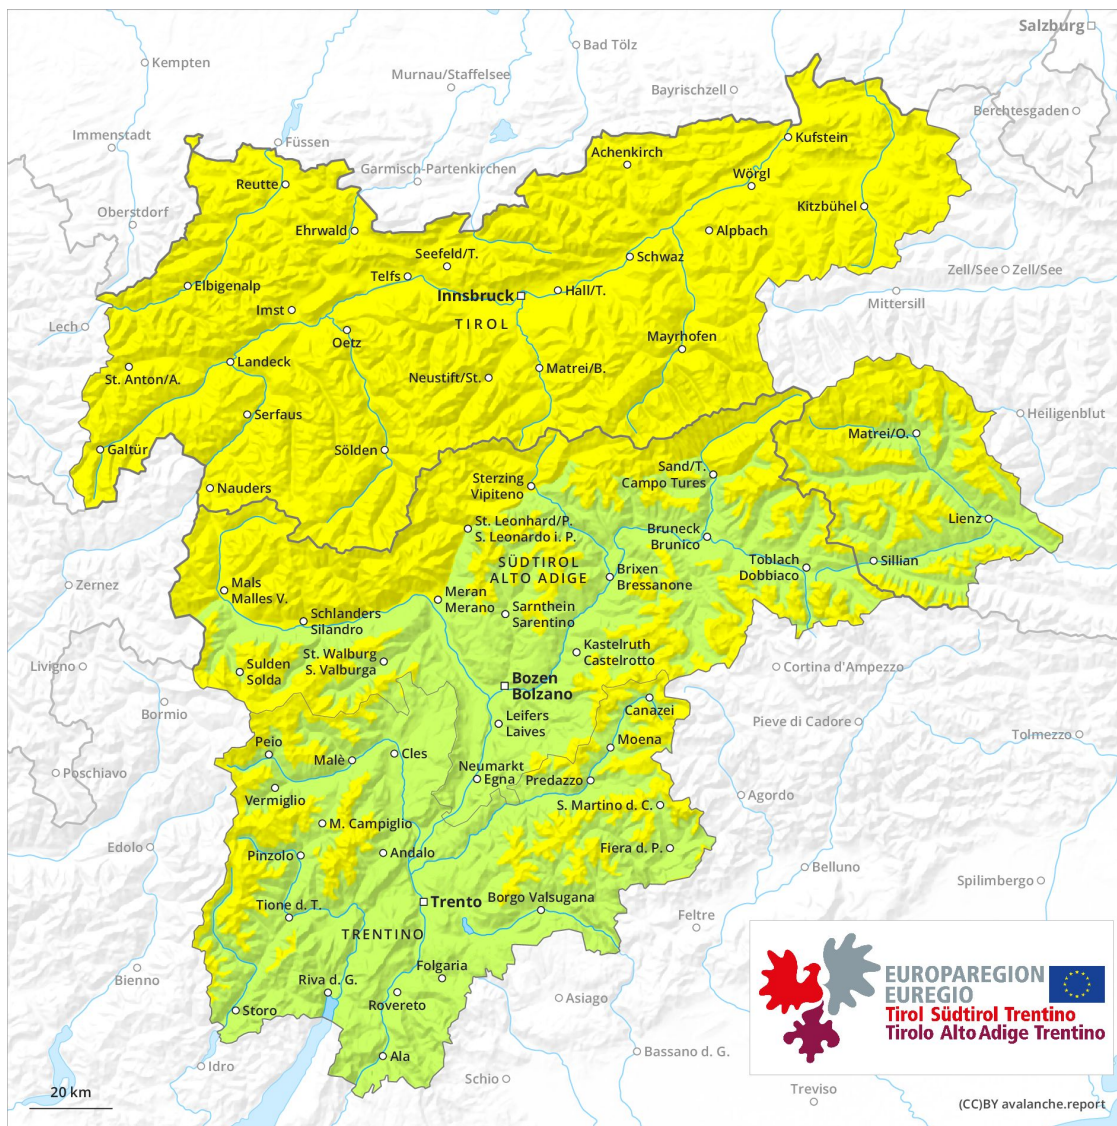 Salzburg
Bad Tölz
Kempten
Murnau/Staffelsee
Bayrischzell
Berchtesgaden
Immenstadt
Füssen
Kufstein
Achenkirch
Garmisch-Partenkirchen
Wörgl
Reutte
Oberstdorf
Kitzbühel
Ehrwald
Alpbach
Seefeld/T.
Schwaz
Telfs
Zell/See
Zell/See
Elbigenalp
Innsbruck
Hall/T.
Mittersill
Imst
TIROL
Lech
Oetz
Mayrhofen
Landeck
Matrei/B.
St. Anton/A.
Neustift/St.
Serfaus
Heiligenblut
Matrei/O.
Galtür
Sölden
Sand/T.
Campo Tures
Sterzing
Vipiteno
Nauders
St. Leonhard/P.
S. Leonardo i. P.
Lienz
Bruneck
Brunico
SÜDTIROL
ALTO ADIGE
Toblach
Dobbiaco
Sillian
Brixen
Bressanone
Zernez
Mals
Malles V.
Meran
Merano
Schlanders
Silandro
Sarnthein
Sarentino
Kastelruth
Castelrotto
St. Walburg
S. Valburga
Livigno
Sulden
Solda
Cortina d'Ampezzo
Bozen
Bolzano
Canazei
Bormio
Leifers
Laives
Pieve di Cadore
Tolmezzo
Peio
Moena
Cles
Malè
Neumarkt
Egna
Predazzo
Poschiavo
Vermiglio
Agordo
S. Martino d. C.
M. Campiglio
Edolo
Pinzolo
Andalo
Fiera d. P.
Belluno
Spilimbergo
Borgo Valsugana
Trento
Tione d. T.
Feltre
TRENTINO
Folgaria
Bienno
Riva d. G.
Rovereto
Asiago
Storo
EUROPAREGION
EUREGIO
Tirol Südtirol Trentino
Tirolo Alto Adige Trentino
Ala
Bassano d. G.
Idro
Schio
Treviso
20 km
(CC)BY avalanche.report